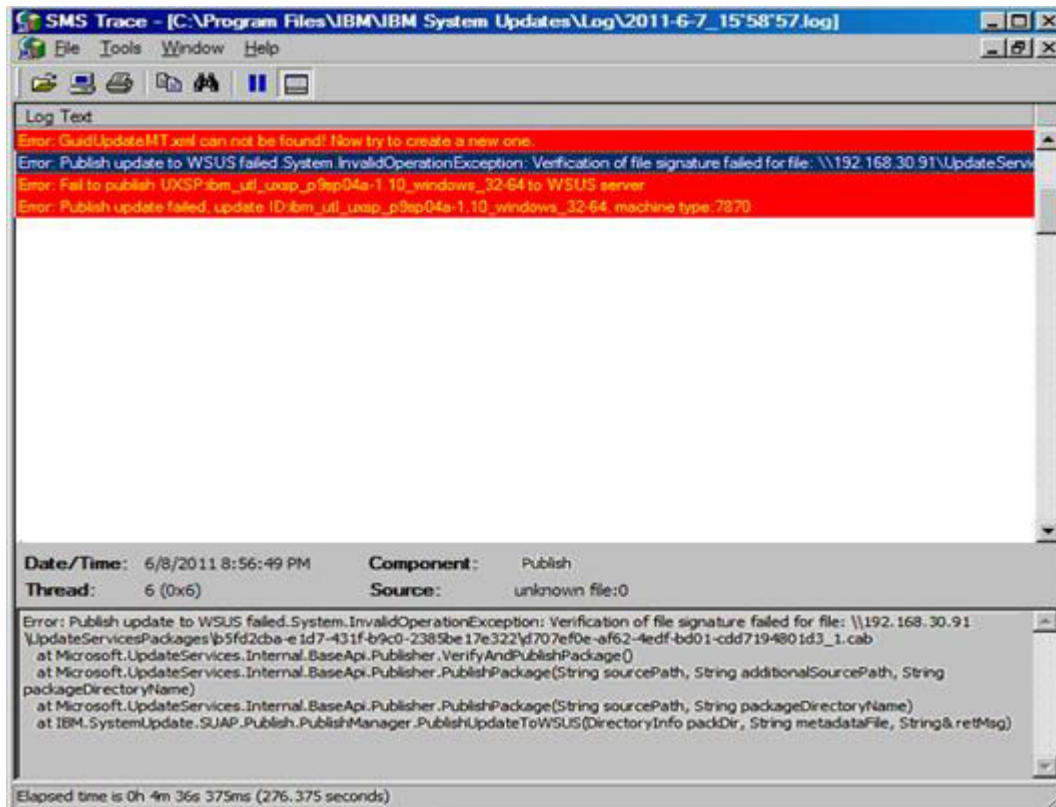 SMS Trace - [C:\Program Files\IBM\IBM System Updates\Log\2011-6-7_15`58`57.log]
File Tools Window Help
Log Text
Error: GuidUpdateMT.xml can not be found! Now try to create a new one.
Error: Publish update to WSUS failed.System.InvalidOperationException: Verification of file signature failed for file: \\192.168.30.91\UpdateServi
Error: Fail to publish UXSP:ibm_utl_uxsp_p9sp04a-1.10_windows_32-64 to WSUS server
Error: Publish update failed, update ID:ibm_utl_uxsp_p9sp04a-1.10_windows_32-64, machine type:7870
Date/Time: 6/8/2011 8:56:49 PM Component: Publish
Thread: 6 (0x6) Source: unknown file:0
Error: Publish update to WSUS failed.System.InvalidOperationException: Verification of file signature failed for file: \\192.168.30.91
\UpdateServicesPackages\b5fd2cba-e1d7-431f-b9c0-2385be17e322\d707ef0e-af62-4edf-bd01-cdd7194801d3_1.cab
at Microsoft.UpdateServices.Internal.BaseApi.Publisher.VerifyAndPublishPackage()
at Microsoft.UpdateServices.Internal.BaseApi.Publisher.PublishPackage(String sourcePath, String additionalSourcePath, String
packageDirectoryName)
at Microsoft.UpdateServices.Internal.BaseApi.Publisher.PublishPackage(String sourcePath, String packageDirectoryName)
at IBM.SystemUpdate.SUAP.Publish.PublishManager.PublishUpdateToWSUS(DirectoryInfo packDir, String metadataFile, String& retMsg)
Elapsed time is 0h 4m 36s 375ms (276.375 seconds)